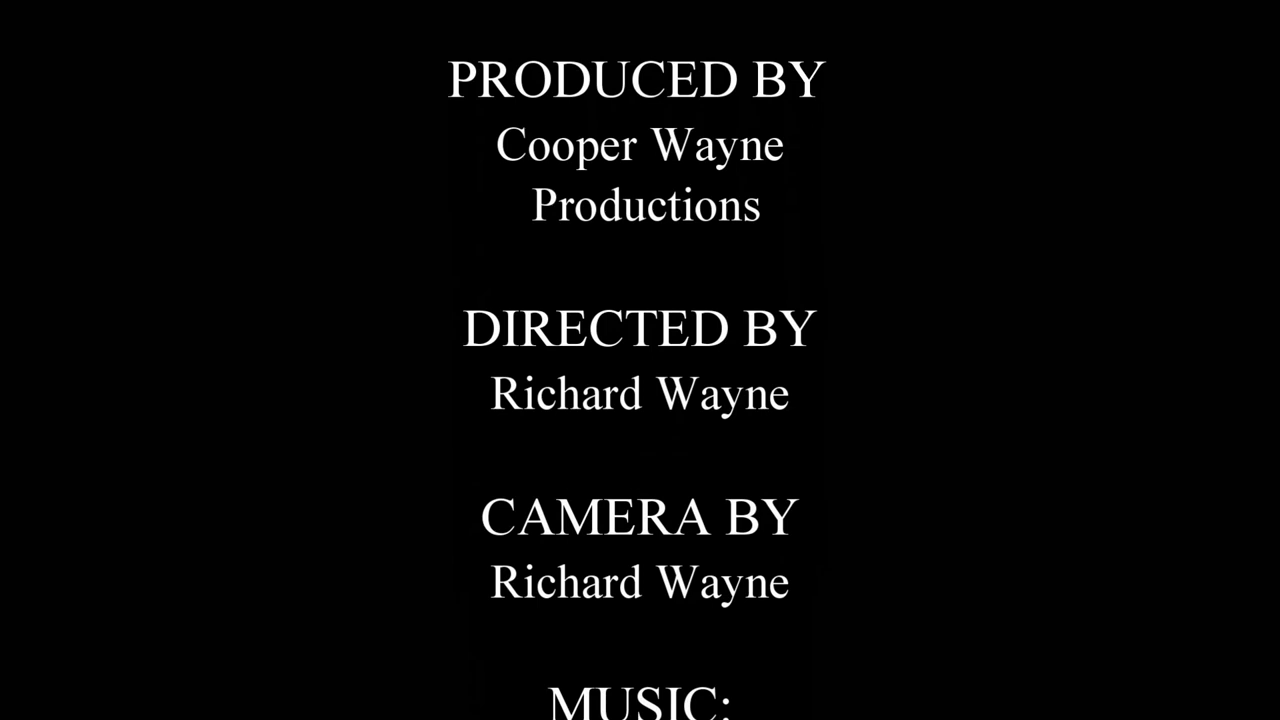 PRODUCED BY
Cooper Wayne
Productions
DIRECTED BY
Richard Wayne
CAMERA BY
Richard Wayne
MUSIC: